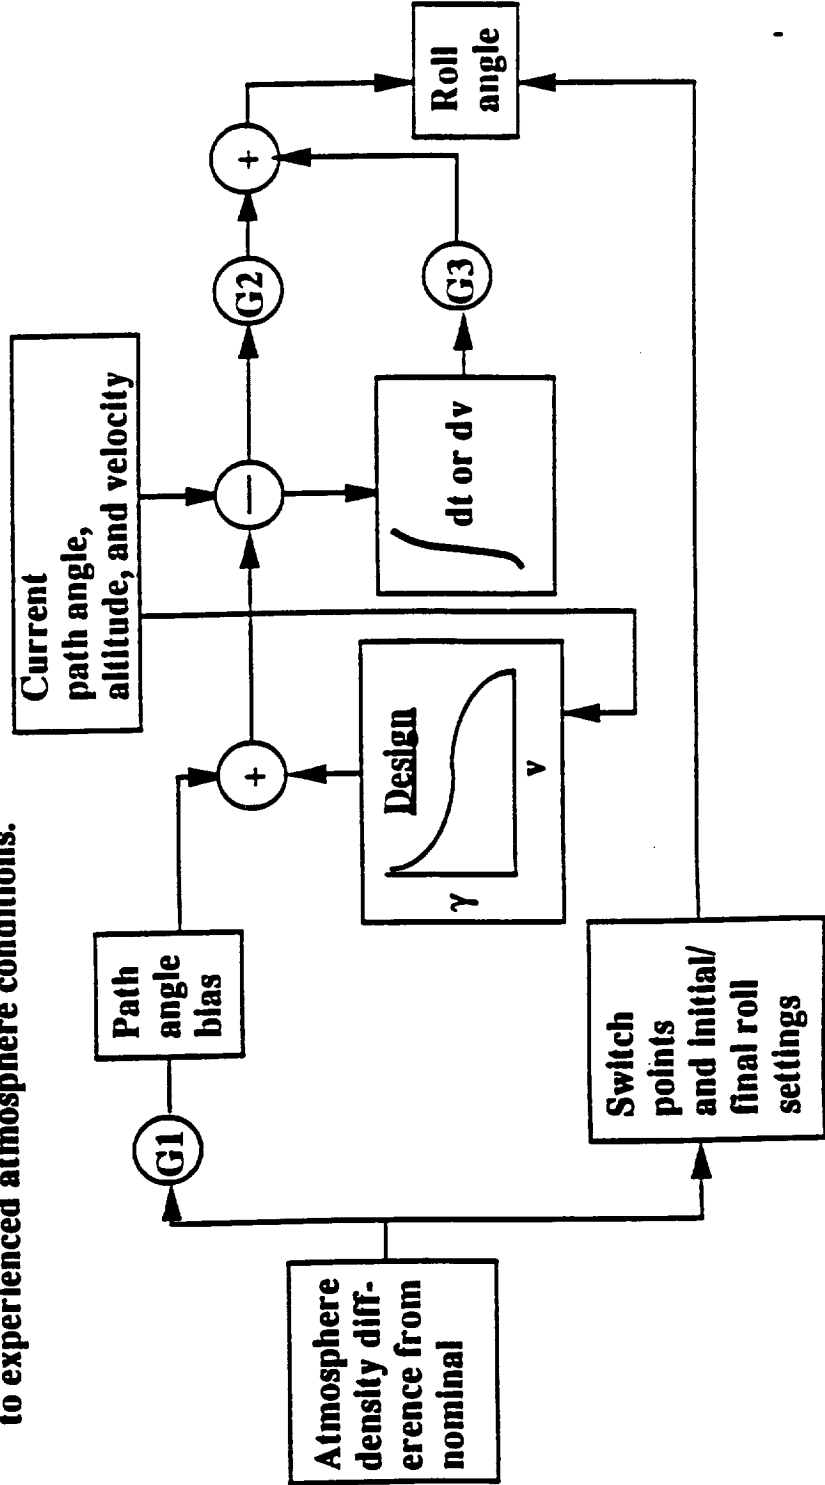 to experienced atmosphere conditions.
Current
path angle,
altitude, and velocity
Path
angle
bias
G1
+
–
G2
+
Roll
angle
Atmosphere
density diff-
erence from
nominal
Design
γ
v
dt or dv
G3
Switch
points
and initial/
final roll
settings